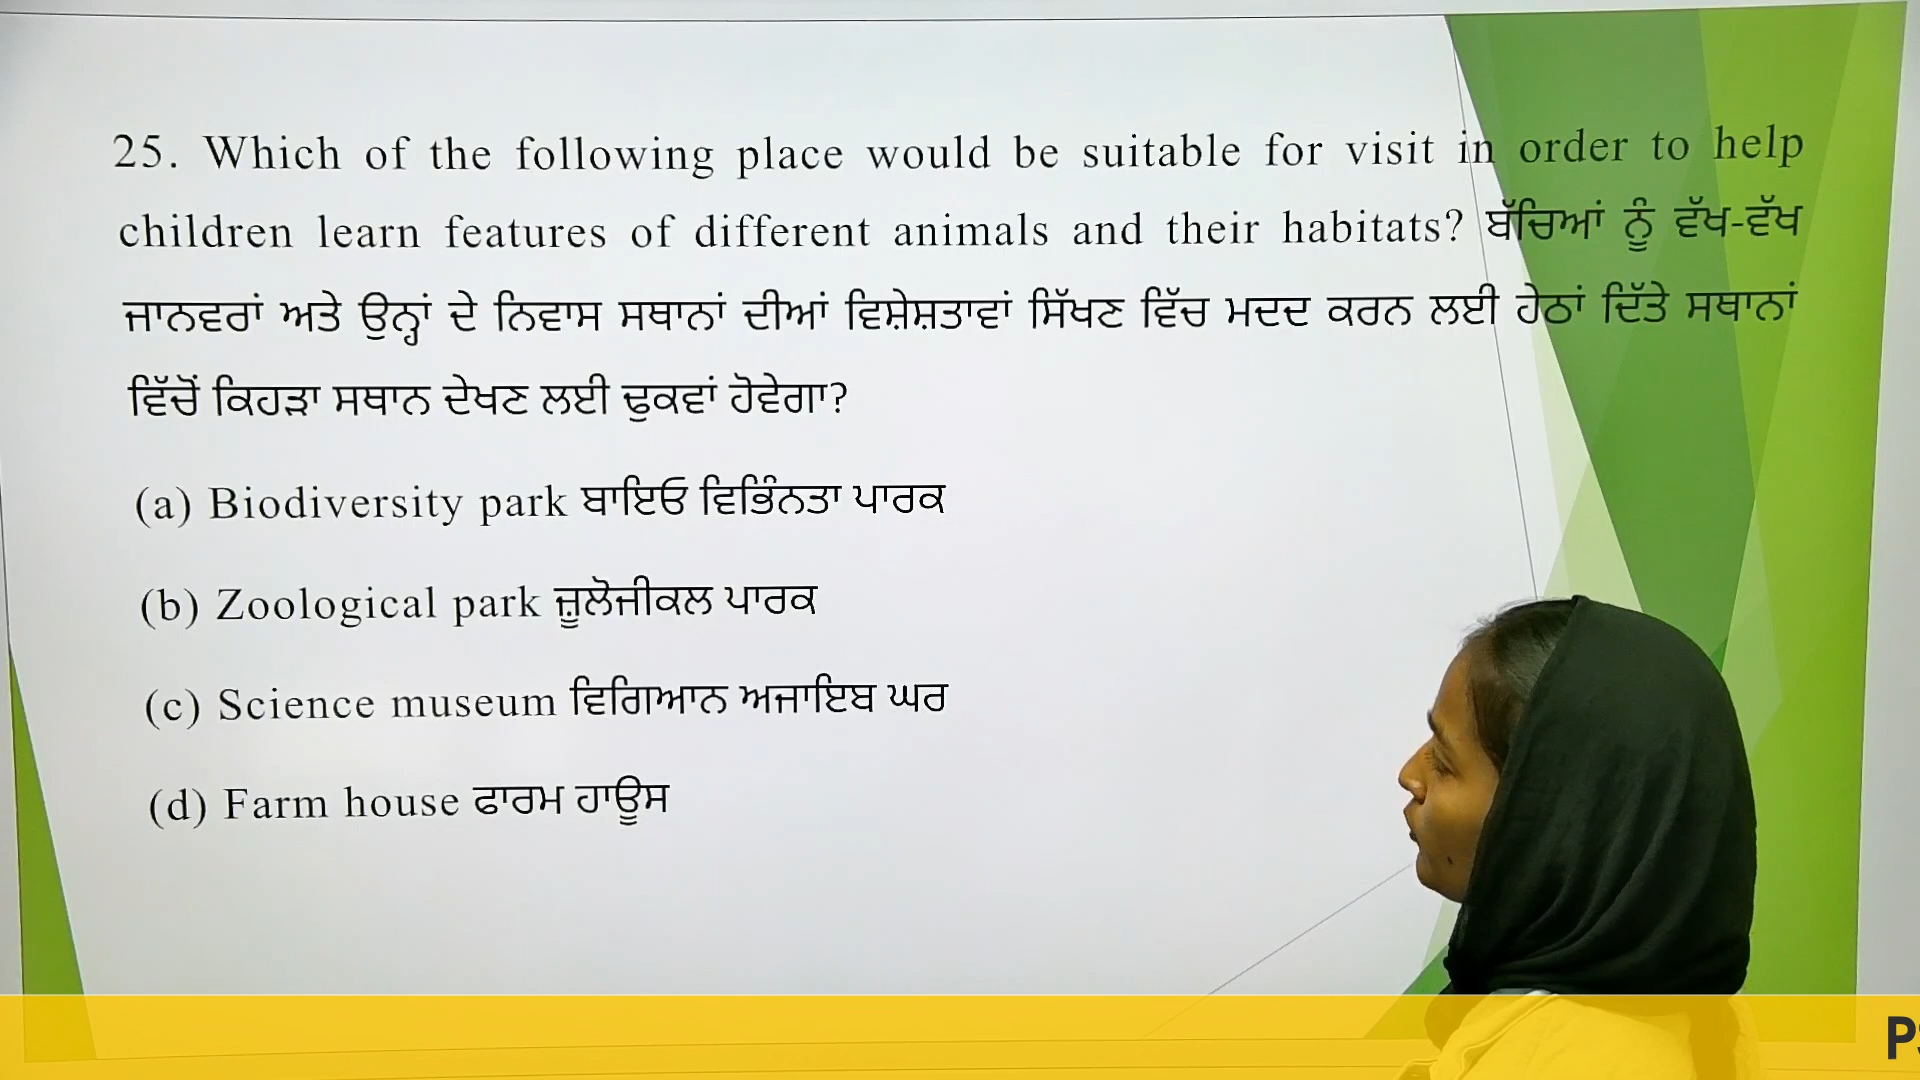 25. Which of the following place would be suitable for visit in order to help
children learn features of different animals and their habitats? ਬੱਚਿਆਂ ਨੂੰ ਵੱਖ-ਵੱਖ
ਜਾਨਵਰਾਂ ਅਤੇ ਉਨ੍ਹਾਂ ਦੇ ਨਿਵਾਸ ਸਥਾਨਾਂ ਦੀਆਂ ਵਿਸ਼ੇਸ਼ਤਾਵਾਂ ਸਿੱਖਣ ਵਿੱਚ ਮਦਦ ਕਰਨ ਲਈ ਹੇਠਾਂ ਦਿੱਤੇ ਸਥਾਨਾਂ
ਵਿੱਚੋਂ ਕਿਹੜਾ ਸਥਾਨ ਦੇਖਣ ਲਈ ਢੁਕਵਾਂ ਹੋਵੇਗਾ?
(a) Biodiversity park ਬਾਇਓ ਵਿਭਿੰਨਤਾ ਪਾਰਕ
(b) Zoological park ਜ਼ੂਲੋਜੀਕਲ ਪਾਰਕ
(c) Science museum ਵਿਗਿਆਨ ਅਜਾਇਬ ਘਰ
(d) Farm house ਫਾਰਮ ਹਾਊਸ